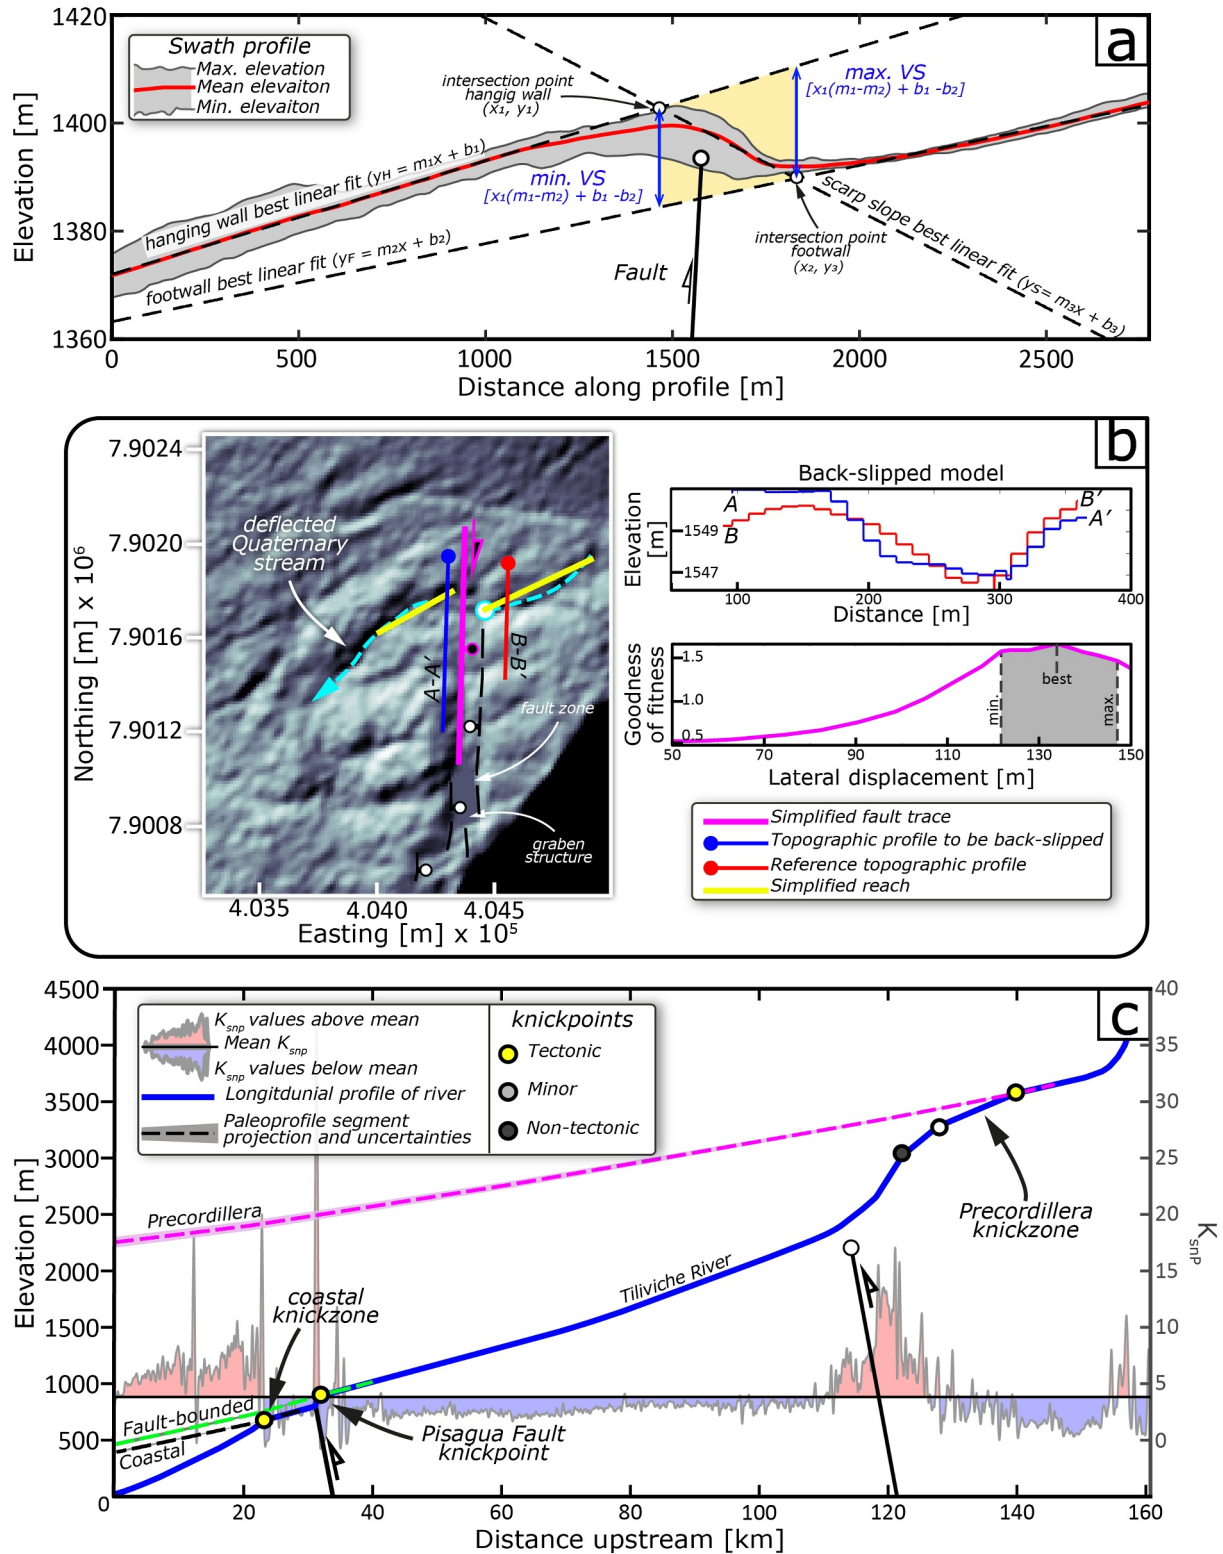 a
1420
1400
1380
1360
Elevation [m]
Swath profile
Max. elevation
Mean elevaiton
Min. elevaiton
intersection point
hangig wall
(x₁, y₁)
max. VS
[x₁(m₁-m₂) + b₁ -b₂]
min. VS
[x₁(m₁-m₂) + b₁ -b₂]
hanging wall best linear fit (yH = m₁x + b₁)
footwall best linear fit (yF = m₂x + b₂)
scarp slope best linear fit (yS= m₃x + b₃)
intersection point
footwall
(x₂, y₃)
Fault
0 500 1000 1500 2000 2500
Distance along profile [m]
b
7.9024
7.9020
7.9016
7.9012
7.9008
Northing [m] x 10⁶
deflected
Quaternary
stream
A-A'
B-B'
fault zone
graben
structure
4.035 4.040 4.045
Easting [m] x 10⁵
Back-slipped model
Elevation
[m]
1549
1547
A
B
B'
A'
100 200 300 400
Distance [m]
Goodness
of fitness
1.5
1.0
0.5
min.
best
max.
50 70 90 110 130 150
Lateral displacement [m]
Simplified fault trace
Topographic profile to be back-slipped
Reference topographic profile
Simplified reach
c
4500
4000
3500
3000
2500
2000
1500
1000
500
0
Elevation [m]
40
35
30
25
20
15
10
5
0
KsnP
Ksnp values above mean
Mean Ksnp
Ksnp values below mean
Longitdunial profile of river
Paleoprofile segment
projection and uncertainties
knickpoints
Tectonic
Minor
Non-tectonic
Precordillera
Precordillera
knickzone
Tiliviche River
coastal
knickzone
Fault-bounded
Coastal
Pisagua Fault
knickpoint
0 20 40 60 80 100 120 140 160
Distance upstream [km]